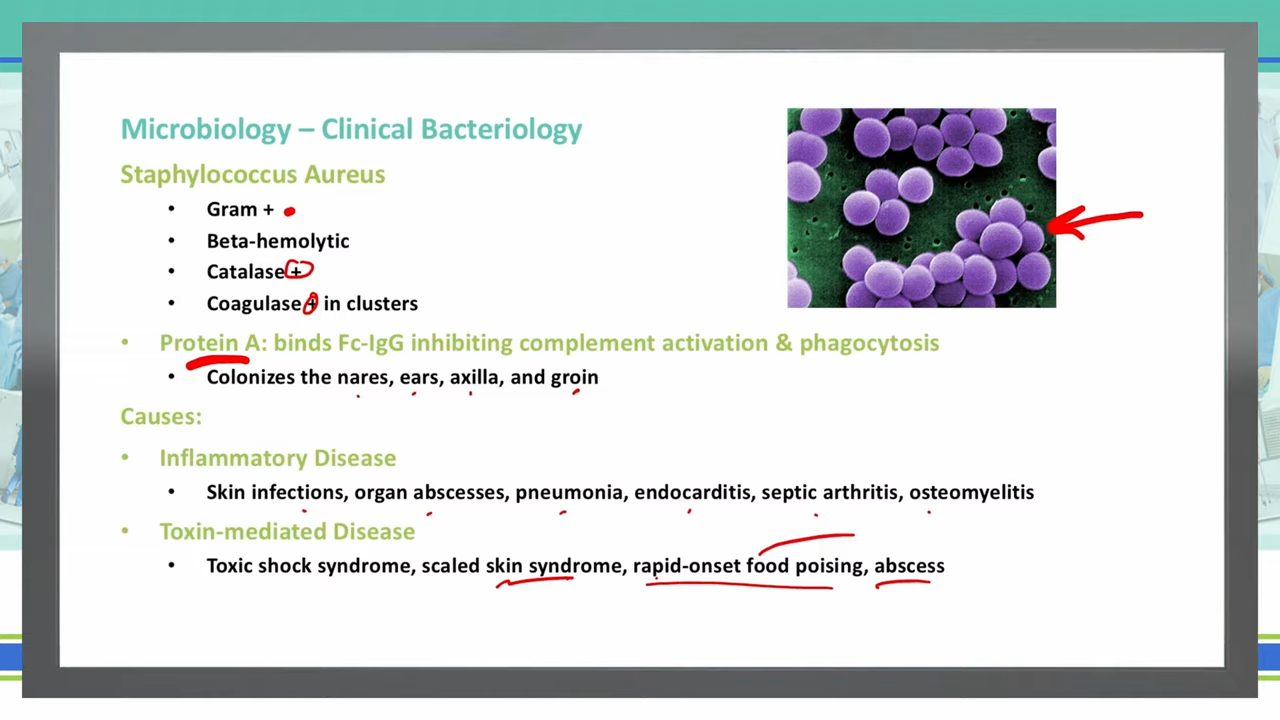 Microbiology – Clinical Bacteriology
Staphylococcus Aureus
• Gram +
• Beta-hemolytic
• Catalase +
• Coagulase + in clusters
• Protein A: binds Fc-IgG inhibiting complement activation & phagocytosis
• Colonizes the nares, ears, axilla, and groin
Causes:
• Inflammatory Disease
• Skin infections, organ abscesses, pneumonia, endocarditis, septic arthritis, osteomyelitis
• Toxin-mediated Disease
• Toxic shock syndrome, scaled skin syndrome, rapid-onset food poising, abscess